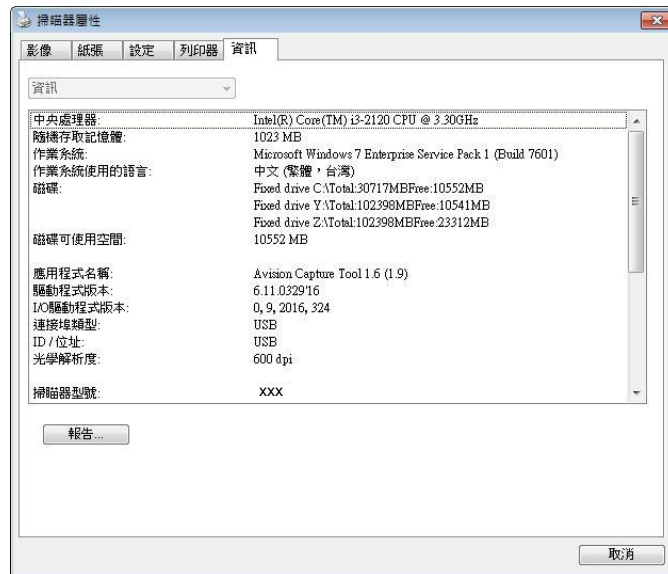 掃瞄器屬性
影像 紙張 設定 列印器 資訊
資訊
中央處理器: Intel(R) Core(TM) i3-2120 CPU @ 3.30GHz
隨機存取記憶體: 1023 MB
作業系統: Microsoft Windows 7 Enterprise Service Pack 1 (Build 7601)
作業系統使用的語言: 中文 (繁體，台灣)
磁碟: Fixed drive C:\Total:30717MBFree:10552MB
Fixed drive Y:\Total:102398MBFree:10541MB
Fixed drive Z:\Total:102398MBFree:23312MB
磁碟可使用空間: 10552 MB
應用程式名稱: Avision Capture Tool 1.6 (1.9)
驅動程式版本: 6.11.0329'16
I/O驅動程式版本: 0, 9, 2016, 324
連接埠類型: USB
ID / 位址: USB
光學解析度: 600 dpi
掃瞄器型號: XXX
報告...
取消